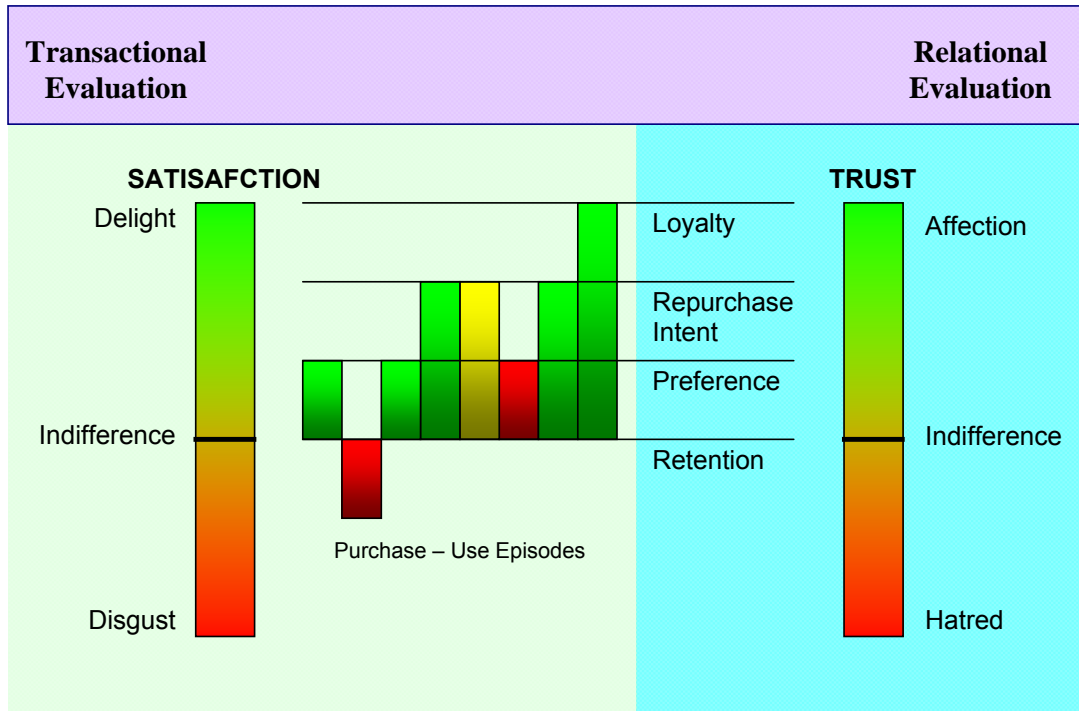 Transactional
Evaluation
Relational
Evaluation
SATISAFCTION
TRUST
Delight
Loyalty
Affection
Repurchase
Intent
Preference
Indifference
Indifference
Retention
Purchase – Use Episodes
Disgust
Hatred